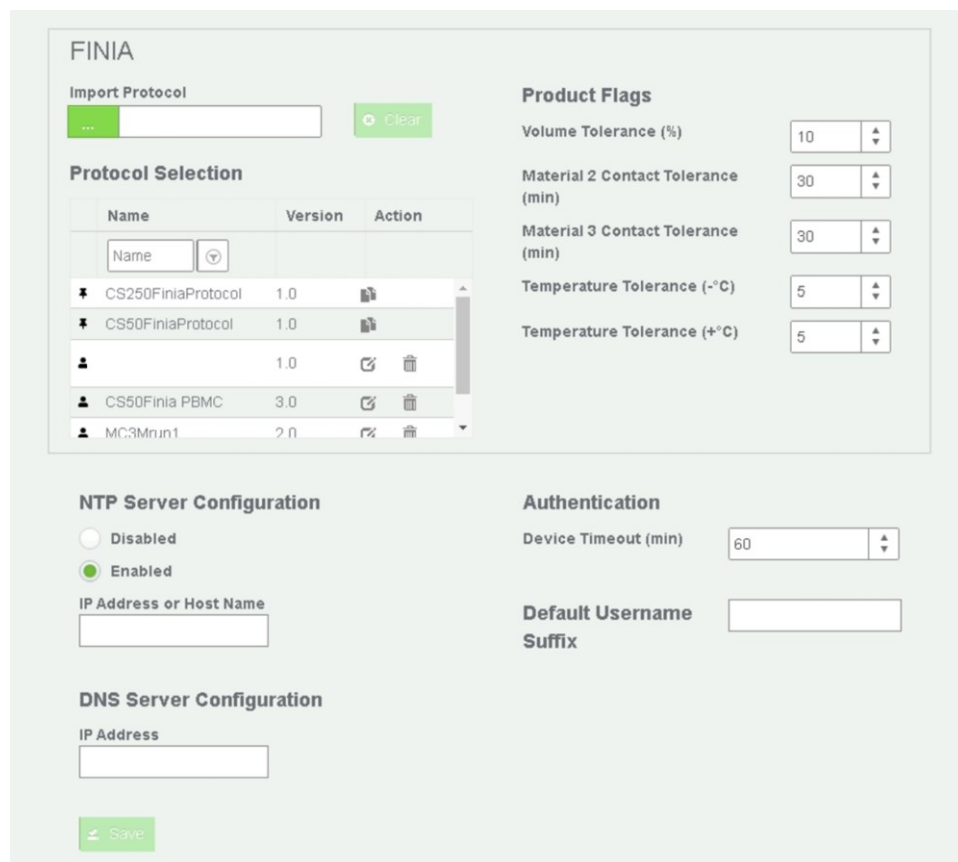 FINIA
Import Protocol
...
Clear
Protocol Selection
Name Version Action
Name
CS250FiniaProtocol 1.0
CS50FiniaProtocol 1.0
1.0
CS50Finia PBMC 3.0
MC3Mrun1 2.0
Product Flags
Volume Tolerance (%) 10
Material 2 Contact Tolerance 30
(min)
Material 3 Contact Tolerance 30
(min)
Temperature Tolerance (-°C) 5
Temperature Tolerance (+°C) 5
NTP Server Configuration
Disabled
Enabled
IP Address or Host Name
Authentication
Device Timeout (min) 60
Default Username
Suffix
DNS Server Configuration
IP Address
Save